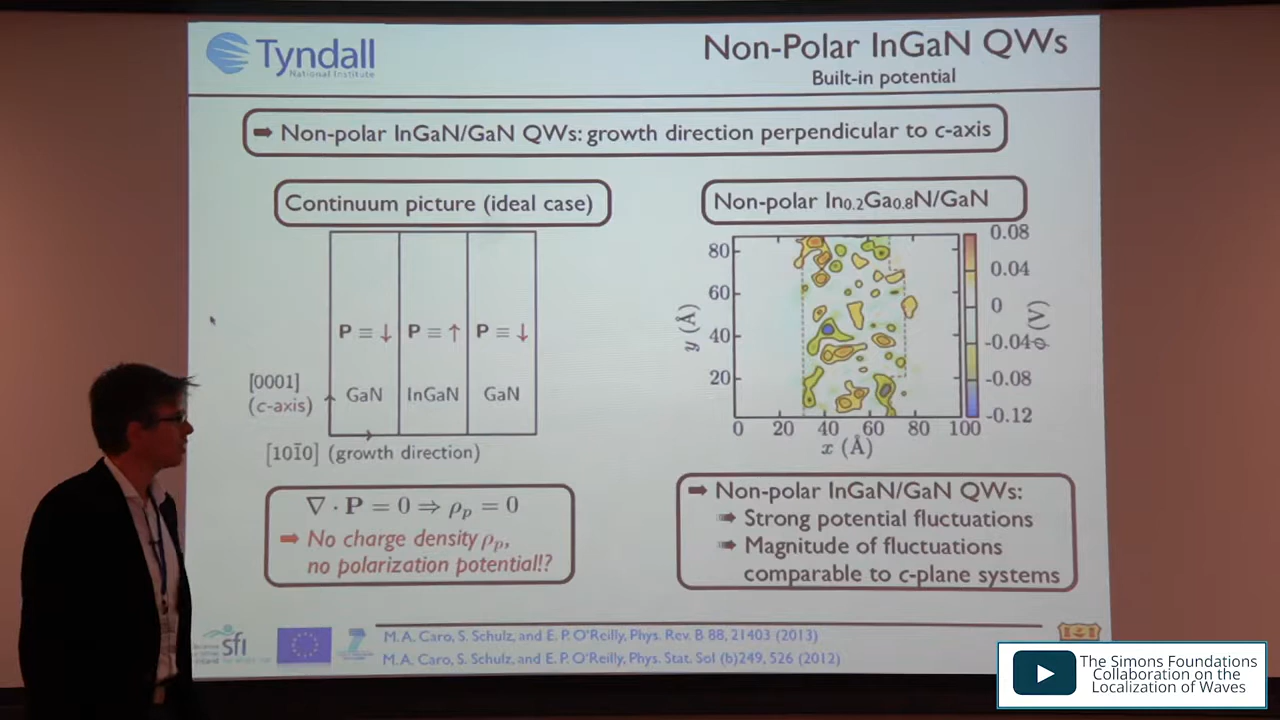 Tyndall
National Institute
Non-Polar InGaN QWs
Built-in potential
➡ Non-polar InGaN/GaN QWs: growth direction perpendicular to c-axis
Continuum picture (ideal case)
P ≡ ↓ P ≡ ↑ P ≡ ↓
GaN InGaN GaN
[0001]
(c-axis)
[101̄0] (growth direction)
∇ · P = 0 ⇒ ρp = 0
➡ No charge density ρp,
no polarization potential!?
Non-polar In0.2Ga0.8N/GaN
80
60
40
20
y (Å)
0 20 40 60 80 100
x (Å)
0.08
0.04
0
-0.04
-0.08
-0.12
ϕ (V)
➡ Non-polar InGaN/GaN QWs:
➠ Strong potential fluctuations
➠ Magnitude of fluctuations
comparable to c-plane systems
sfi
7
M. A. Caro, S. Schulz, and E. P. O'Reilly, Phys. Rev. B 88, 21403 (2013)
M. A. Caro, S. Schulz, and E. P. O'Reilly, Phys. Stat. Sol (b)249, 526 (2012)
The Simons Foundations
Collaboration on the
Localization of Waves